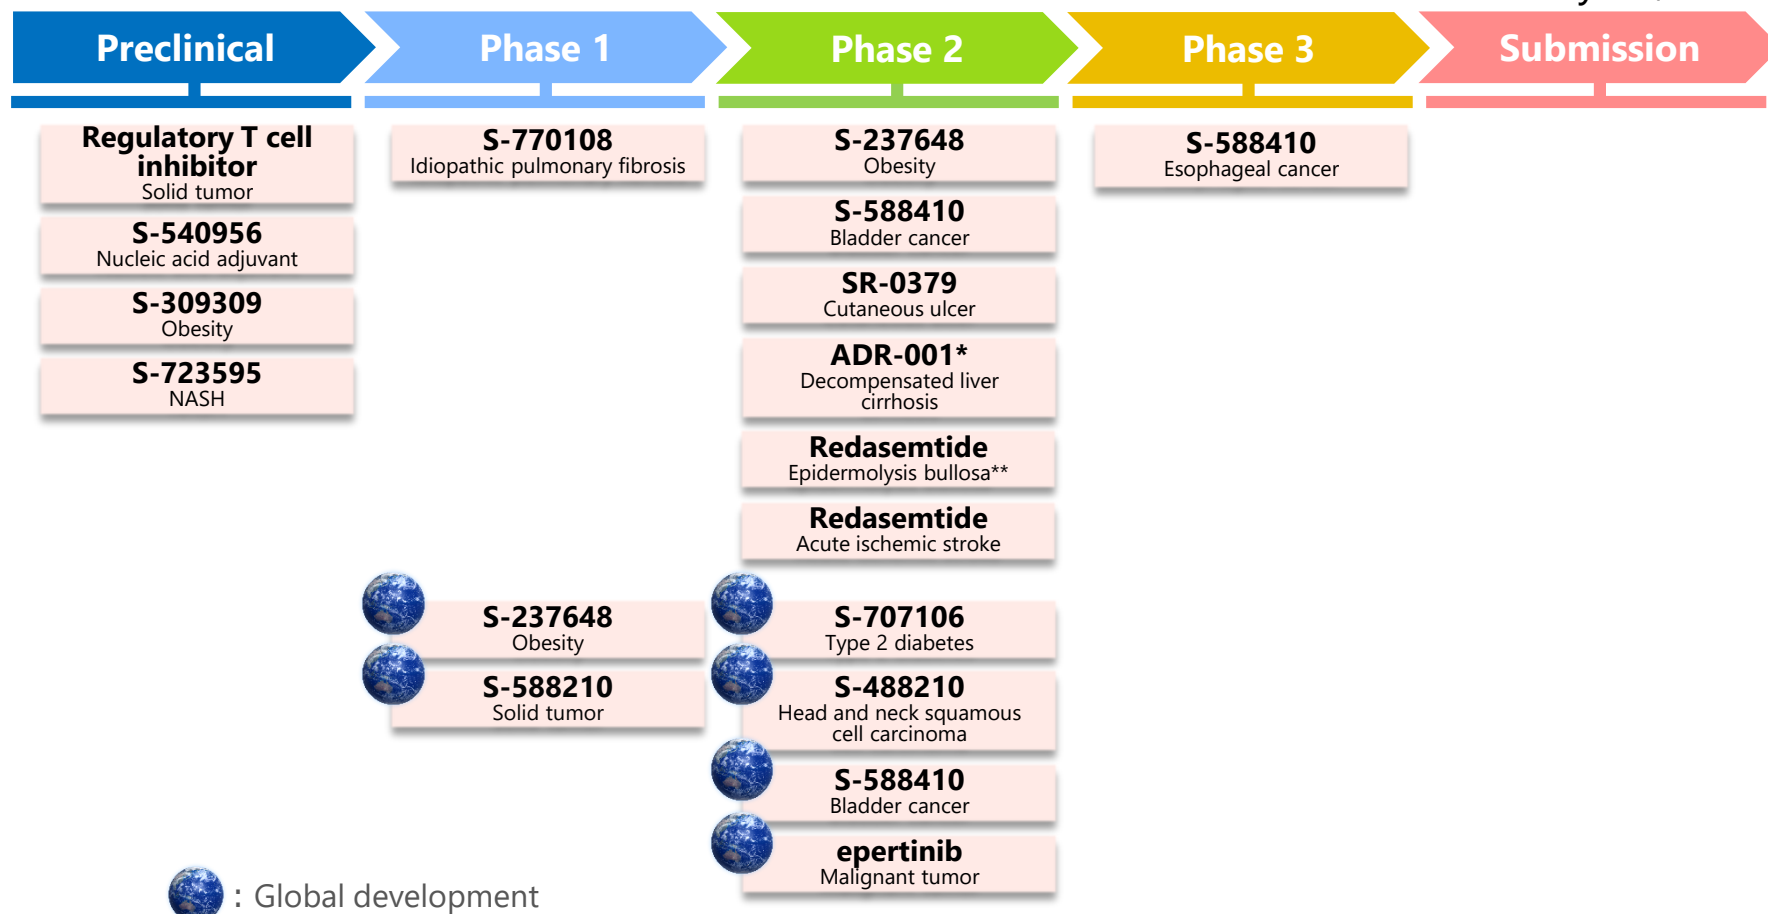 Preclinical
Phase 1
Phase 2
Phase 3
Submission
Regulatory T cell
inhibitor
Solid tumor
S-540956
Nucleic acid adjuvant
S-309309
Obesity
S-723595
NASH
S-770108
Idiopathic pulmonary fibrosis
S-237648
Obesity
S-588410
Bladder cancer
SR-0379
Cutaneous ulcer
ADR-001*
Decompensated liver
cirrhosis
Redasemtide
Epidermolysis bullosa**
Redasemtide
Acute ischemic stroke
S-588410
Esophageal cancer
S-237648
Obesity
S-588210
Solid tumor
S-707106
Type 2 diabetes
S-488210
Head and neck squamous
cell carcinoma
S-588410
Bladder cancer
epertinib
Malignant tumor
: Global development